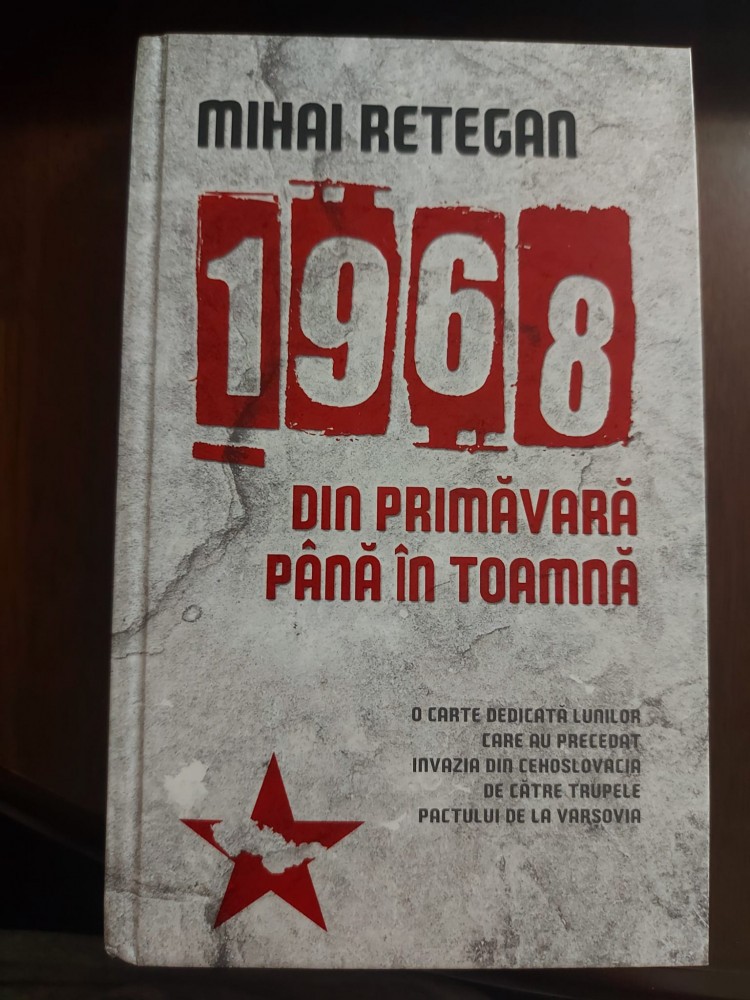 MIHAI RETEGAN
1968
DIN PRIMĂVARĂ
PÂNĂ ÎN TOAMNĂ
O CARTE DEDICATĂ LUNILOR
CARE AU PRECEDAT
INVAZIA DIN CEHOSLOVACIA
DE CĂTRE TRUPELE
PACTULUI DE LA VARȘOVIA